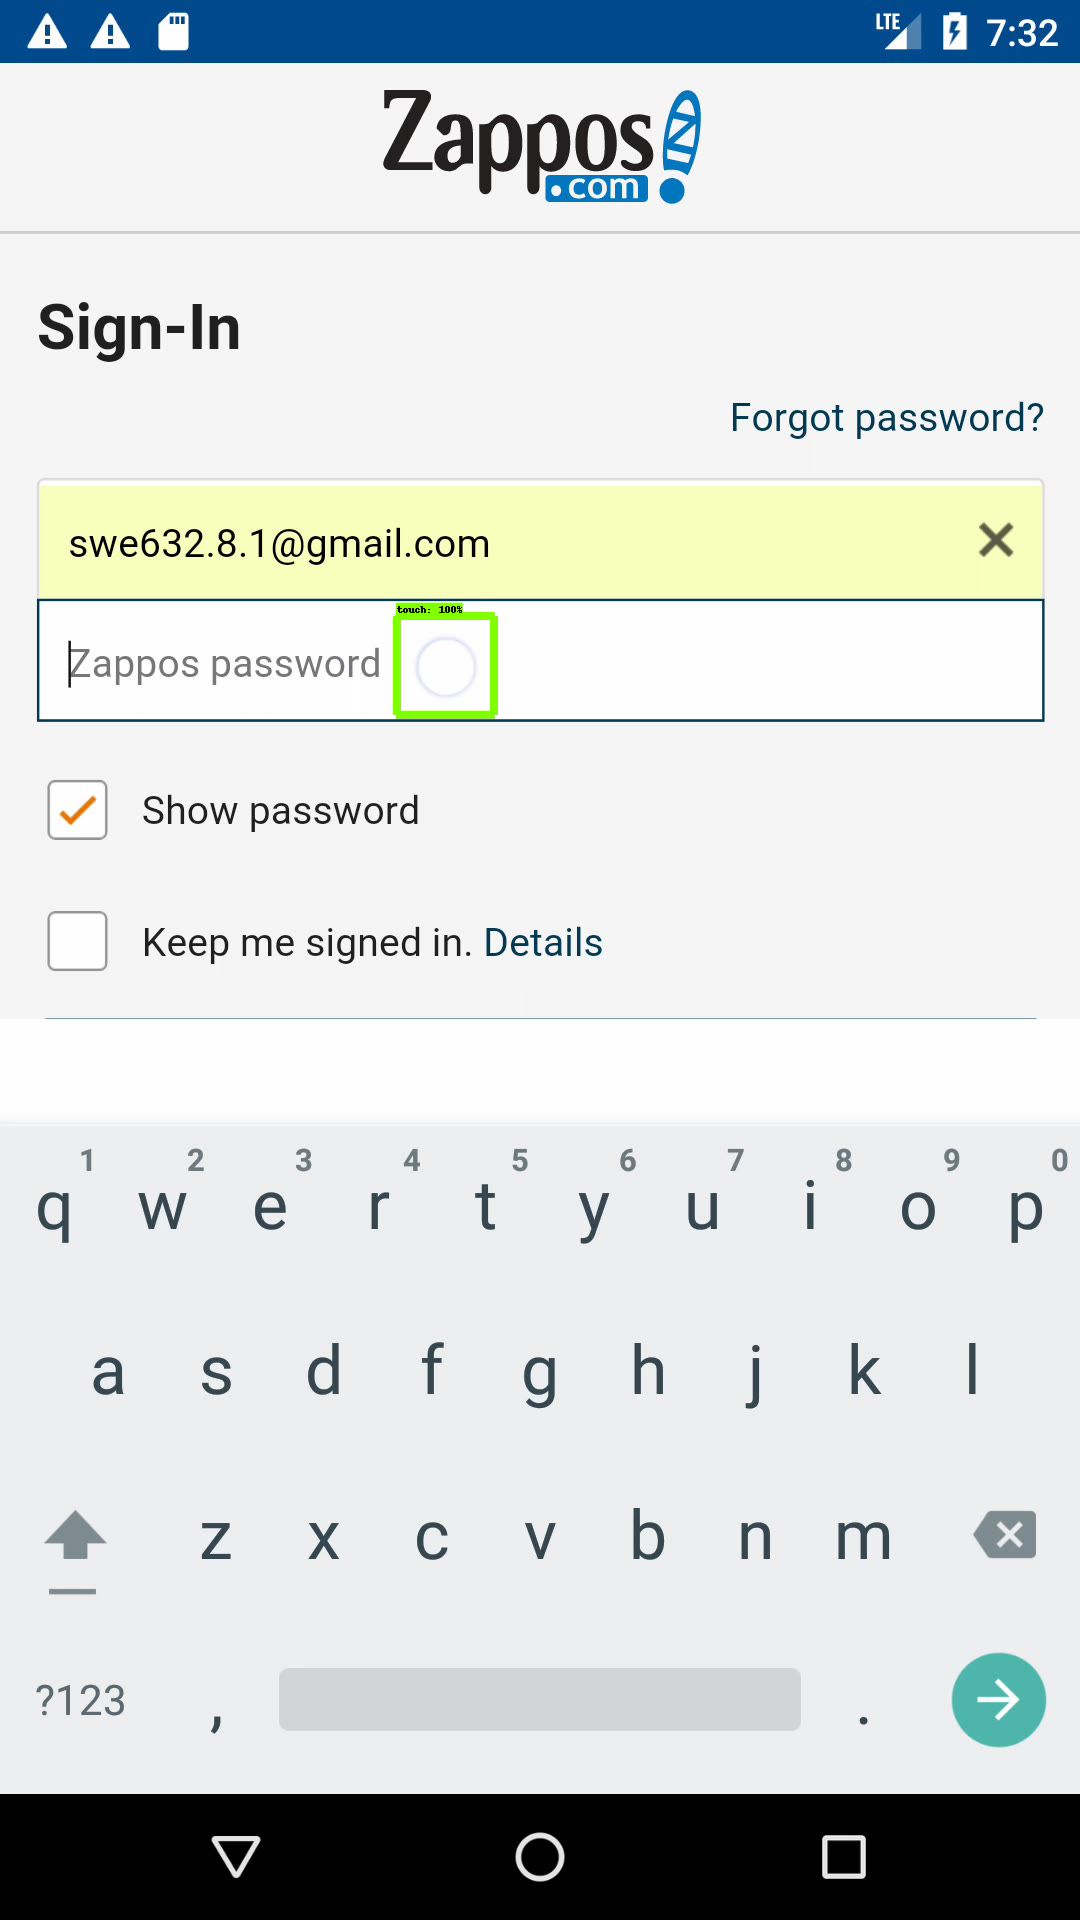 LTE 7:32
Zappos
.com
Sign-In
Forgot password?
swe632.8.1@gmail.com
touch: 100%
Zappos password
Show password
Keep me signed in. Details
1 2 3 4 5 6 7 8 9 0
q w e r t y u i o p
a s d f g h j k l
z x c v b n m
?123 , .